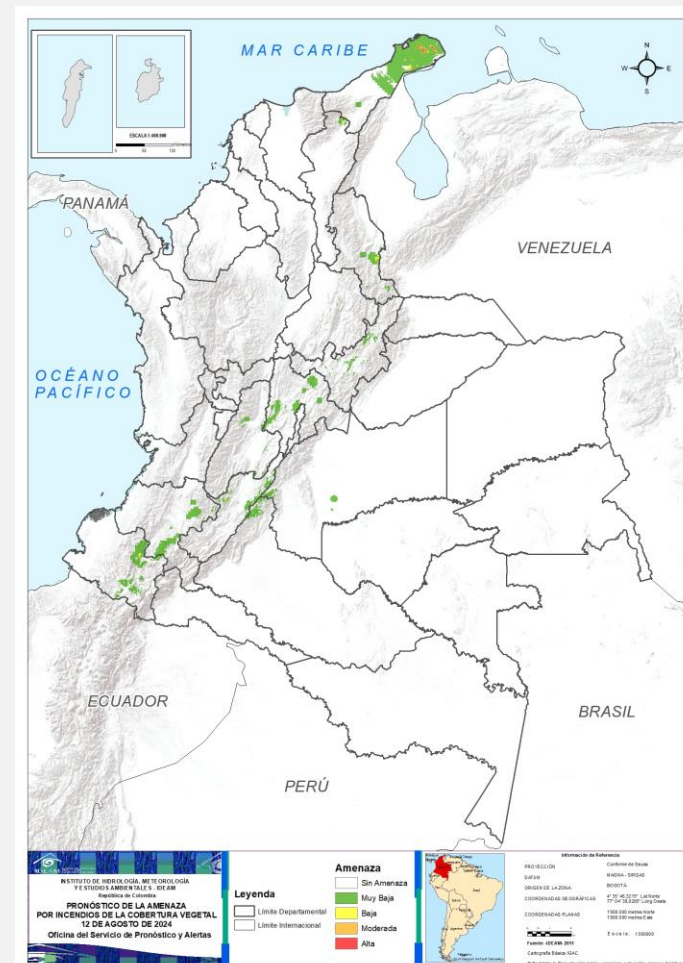 MAR CARIBE
N
W
E
S
ESCALA 1:400.000
PANAMÁ
VENEZUELA
OCÉANO
PACÍFICO
ECUADOR
BRASIL
PERÚ
INSTITUTO DE HIDROLOGÍA, METEOROLOGÍA
Y ESTUDIOS AMBIENTALES - IDEAM
República de Colombia
PRONÓSTICO DE LA AMENAZA
POR INCENDIOS DE LA COBERTURA VEGETAL
12 DE AGOSTO DE 2024
Oficina del Servicio de Pronóstico y Alertas
Leyenda
Límite Departamental
Límite Internacional
Amenaza
Sin Amenaza
Muy Baja
Baja
Moderada
Alta
Información de Referencia
PROYECCIÓN
DATUM
MAGNA - SIRGAS
ORIGEN DE LA ZONA
BOGOTÁ
COORDENADAS GEOGRÁFICAS
COORDENADAS PLANAS
Fuente: IDEAM
Cartografía Básica IGAC